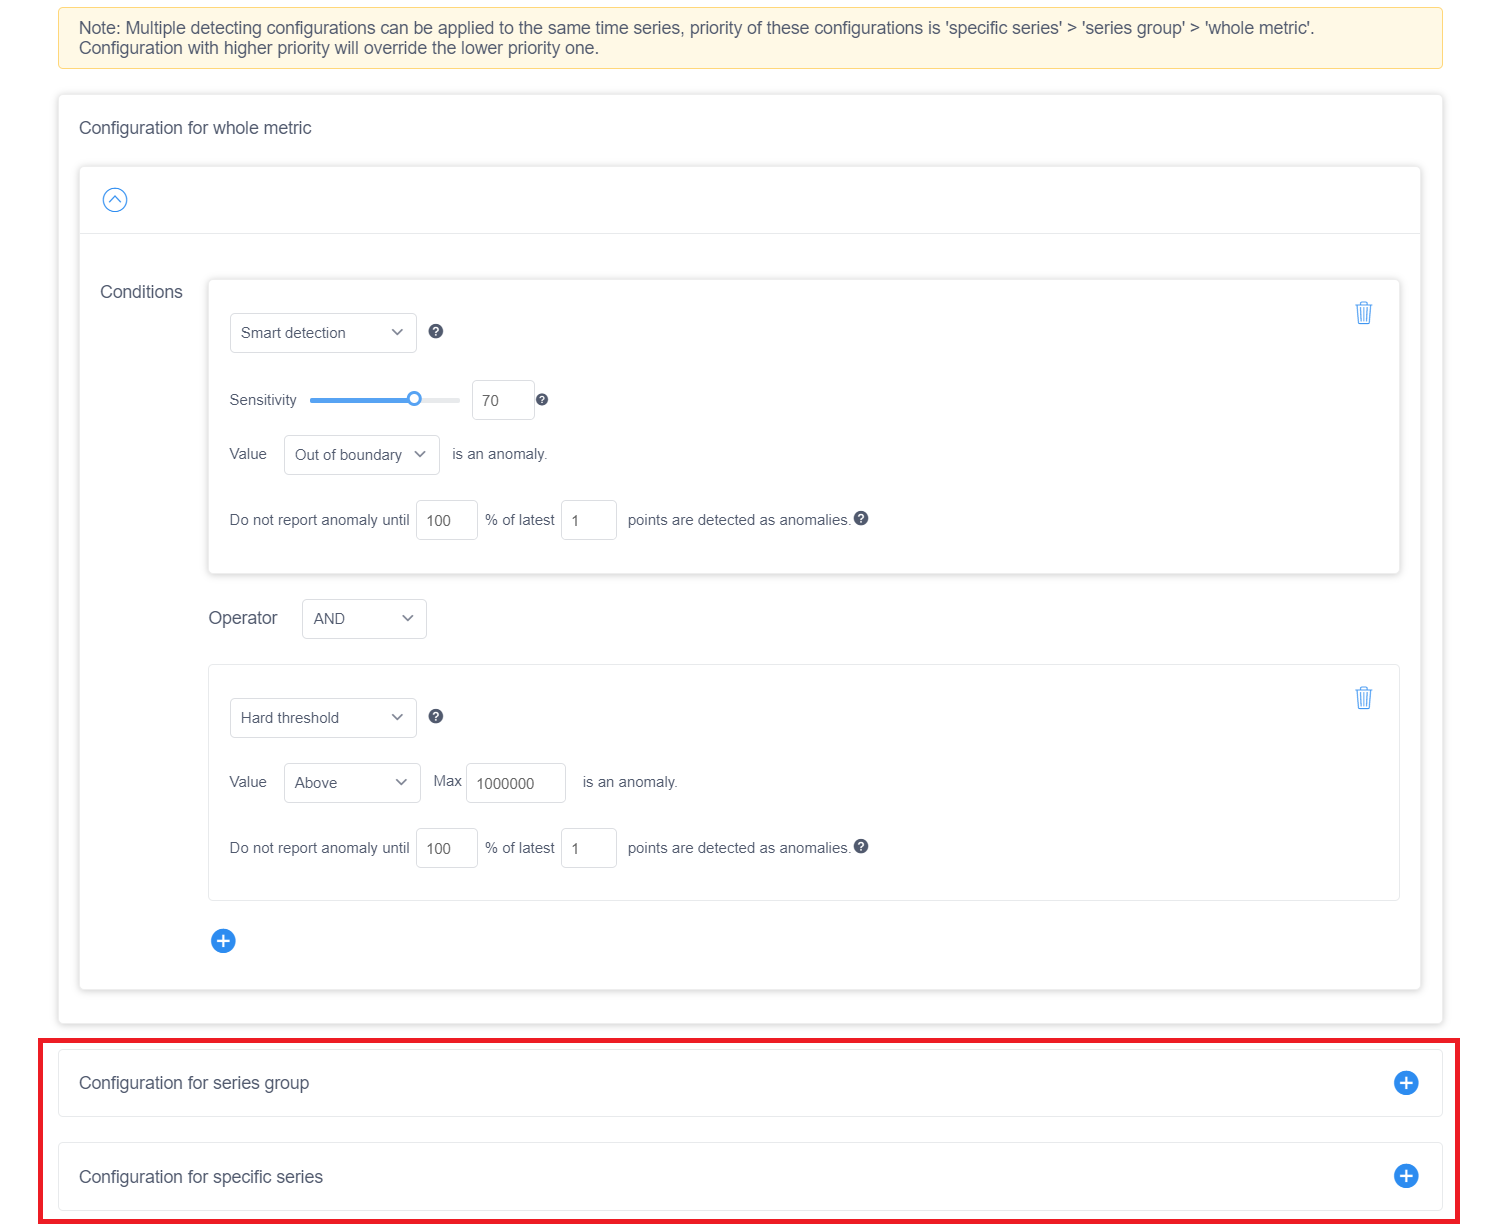 Note: Multiple detecting configurations can be applied to the same time series, priority of these configurations is 'specific series' > 'series group' > 'whole metric'.
Configuration with higher priority will override the lower priority one.
Configuration for whole metric
Conditions
Smart detection ?
Sensitivity 70 ?
Value Out of boundary is an anomaly.
Do not report anomaly until 100 % of latest 1 points are detected as anomalies. ?
Operator AND
Hard threshold ?
Value Above Max 1000000 is an anomaly.
Do not report anomaly until 100 % of latest 1 points are detected as anomalies. ?
Configuration for series group
Configuration for specific series